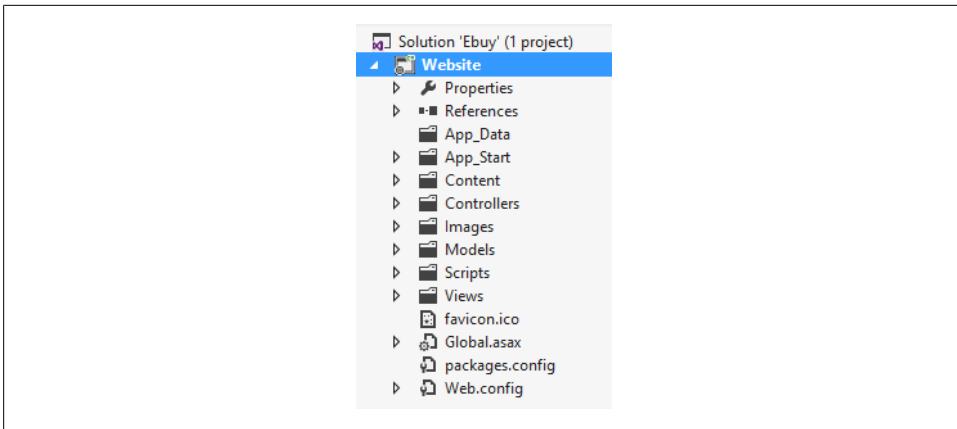 Solution 'Ebuy' (1 project)
Website
Properties
References
App_Data
App_Start
Content
Controllers
Images
Models
Scripts
Views
favicon.ico
Global.asax
packages.config
Web.config